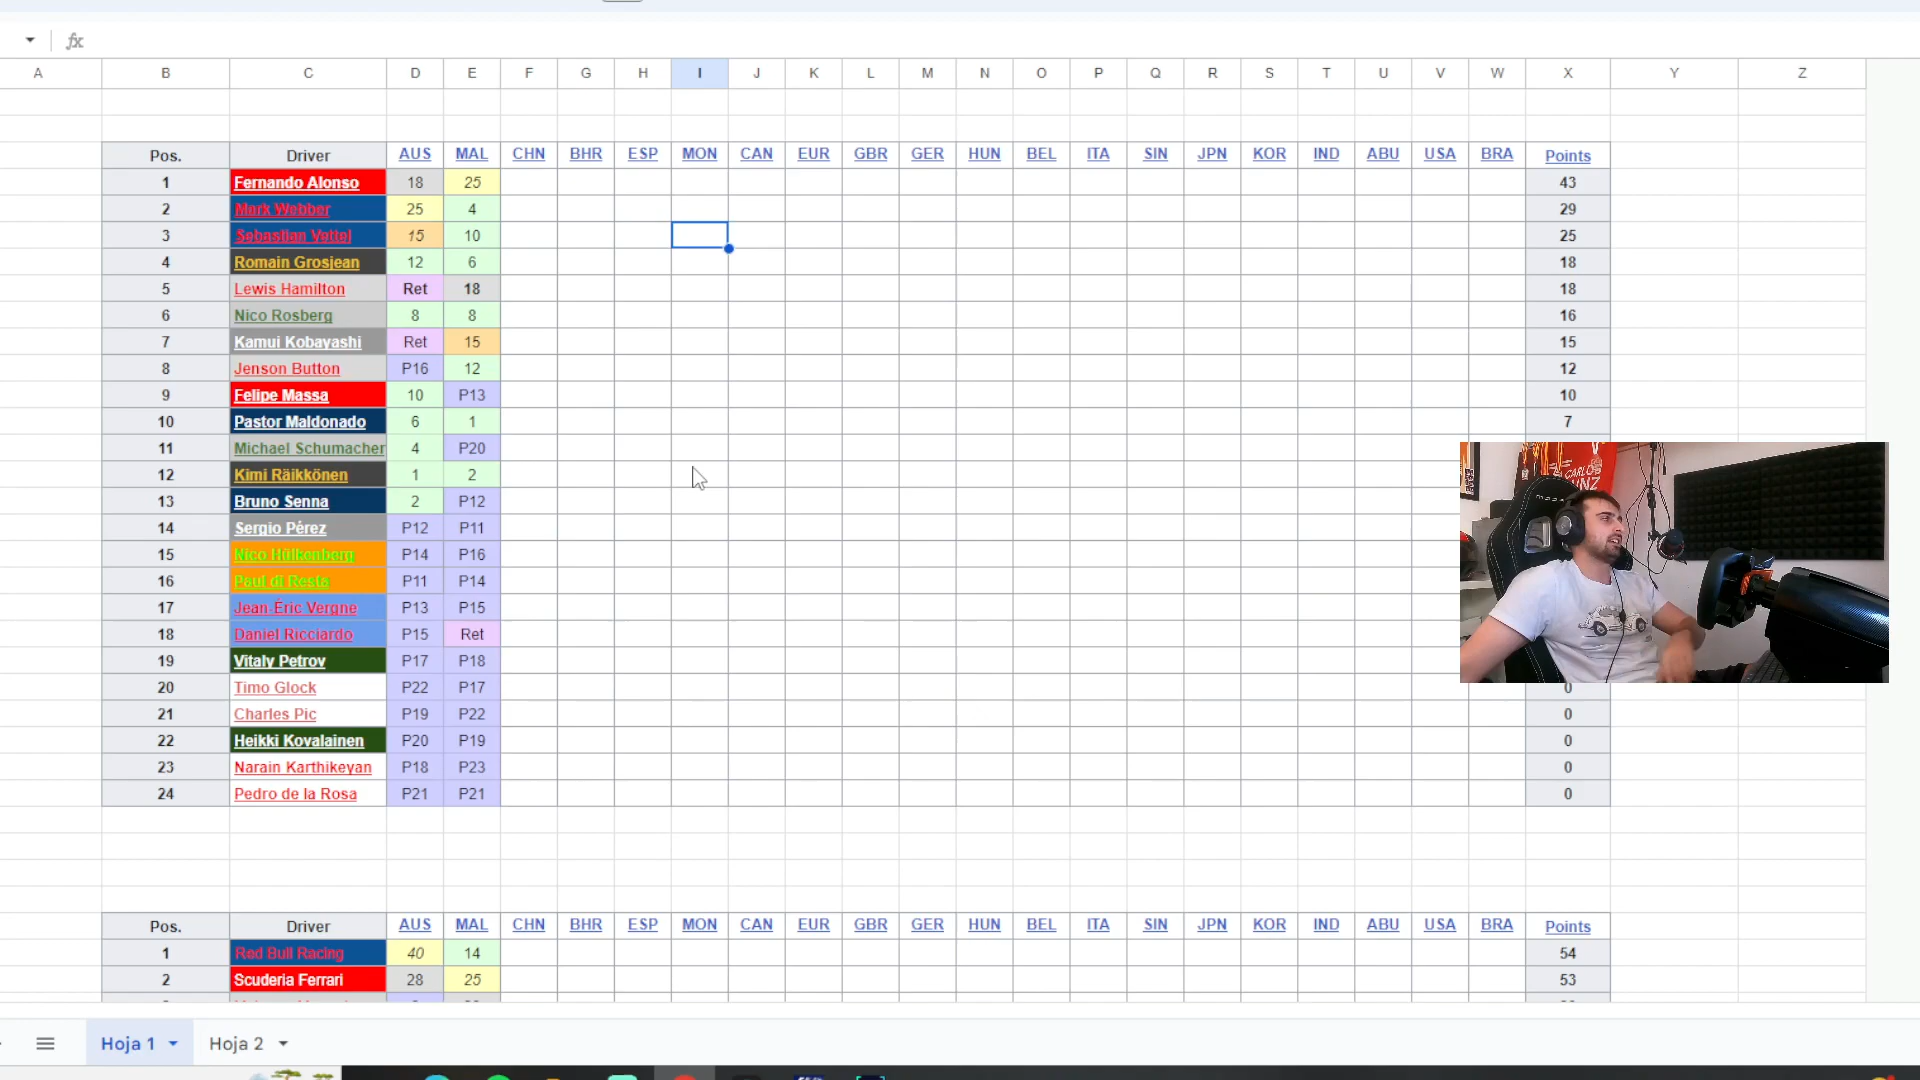 fx
A B C D E F G H I J K L M N O P Q R S T U V W X Y Z
Pos. Driver AUS MAL CHN BHR ESP MON CAN EUR GBR GER HUN BEL ITA SIN JPN KOR IND ABU USA BRA Points
1 Fernando Alonso 18 25 43
2 Mark Webber 25 4 29
3 Sebastian Vettel 15 10 25
4 Romain Grosjean 12 6 18
5 Lewis Hamilton Ret 18 18
6 Nico Rosberg 8 8 16
7 Kamui Kobayashi Ret 15 15
8 Jenson Button P16 12 12
9 Felipe Massa 10 P13 10
10 Pastor Maldonado 6 1 7
11 Michael Schumacher 4 P20
12 Kimi Räikkönen 1 2
13 Bruno Senna 2 P12
14 Sergio Pérez P12 P11
15 Nico Hülkenberg P14 P16
16 Paul di Resta P11 P14
17 Jean-Éric Vergne P13 P15
18 Daniel Ricciardo P15 Ret
19 Vitaly Petrov P17 P18
20 Timo Glock P22 P17 0
21 Charles Pic P19 P22 0
22 Heikki Kovalainen P20 P19 0
23 Narain Karthikeyan P18 P23 0
24 Pedro de la Rosa P21 P21 0
CARLOS
Pos. Driver AUS MAL CHN BHR ESP MON CAN EUR GBR GER HUN BEL ITA SIN JPN KOR IND ABU USA BRA Points
1 Red Bull Racing 40 14 54
2 Scuderia Ferrari 28 25 53
Hoja 1 Hoja 2